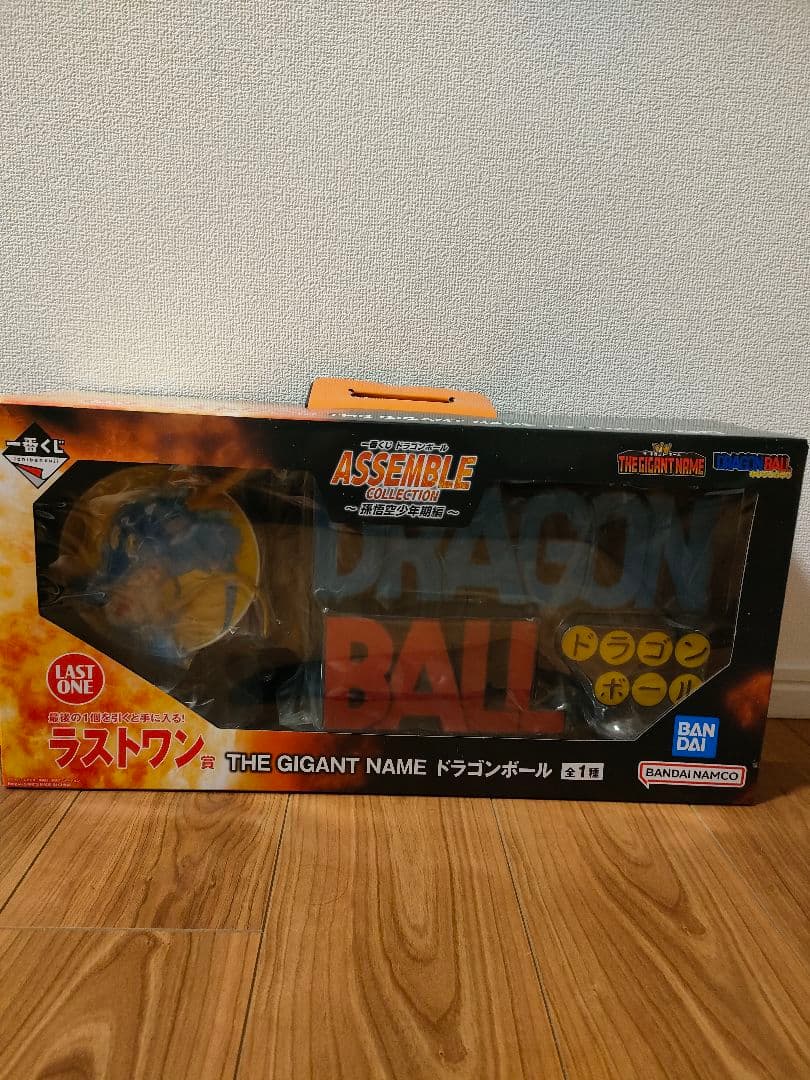 一番くじ
ichibankuji
一番くじ ドラゴンボール
ASSEMBLE
COLLECTION
～ 孫悟空少年期編 ～
THE GIGANT NAME
DRAGON BALL
DRAGON
BALL
ドラゴン
ボール
LAST
ONE
最後の1個を引くと手に入る!
ラストワン賞
THE GIGANT NAME ドラゴンボール 全1種
BAN
DAI
BANDAI NAMCO